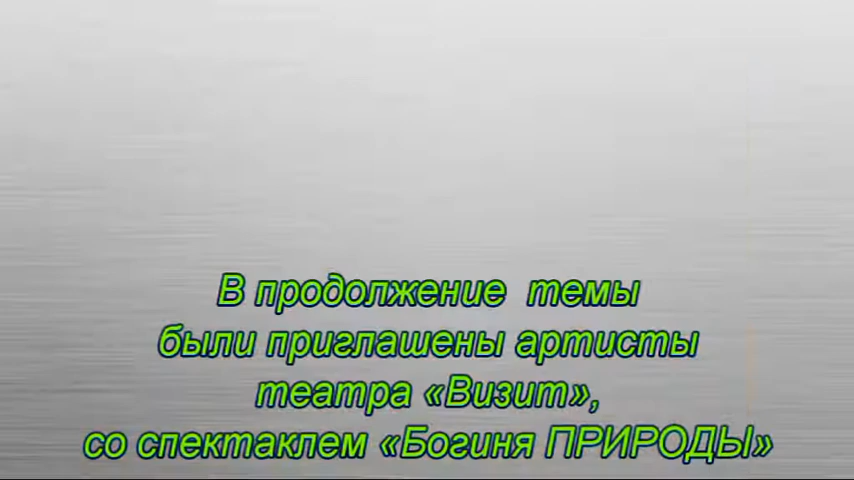 В продолжение темы
были приглашены артисты
театра «Визит»,
со спектаклем «Богиня ПРИРОДЫ»